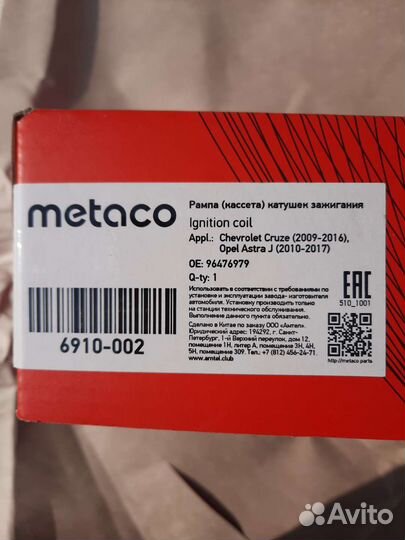 metaco
Рампа (кассета) катушек зажигания
Ignition coil
Appl.: Chevrolet Cruze (2009-2016),
Opel Astra J (2010-2017)
OE: 96476979
Q-ty: 1
Использовать в соответствии с требованиями по
установке и эксплуатации завода- изготовителя
автомобиля. Установку производить только
на станции технического обслуживания.
Выполнение данного пункта обязательно.
Сделано в Китае по заказу ООО «Амтел».
Юридический адрес: 194292, г. Санкт-
Петербург, 1-й Верхний переулок, дом 12,
помещение 1Н, литер А, помещение 3Н, 4Н,
5Н, помещение 309. Тел.: +7 (812) 456-24-71.
www.amtel.club
6910-002
EAC
510_1001
http://metaco.parts
Avito